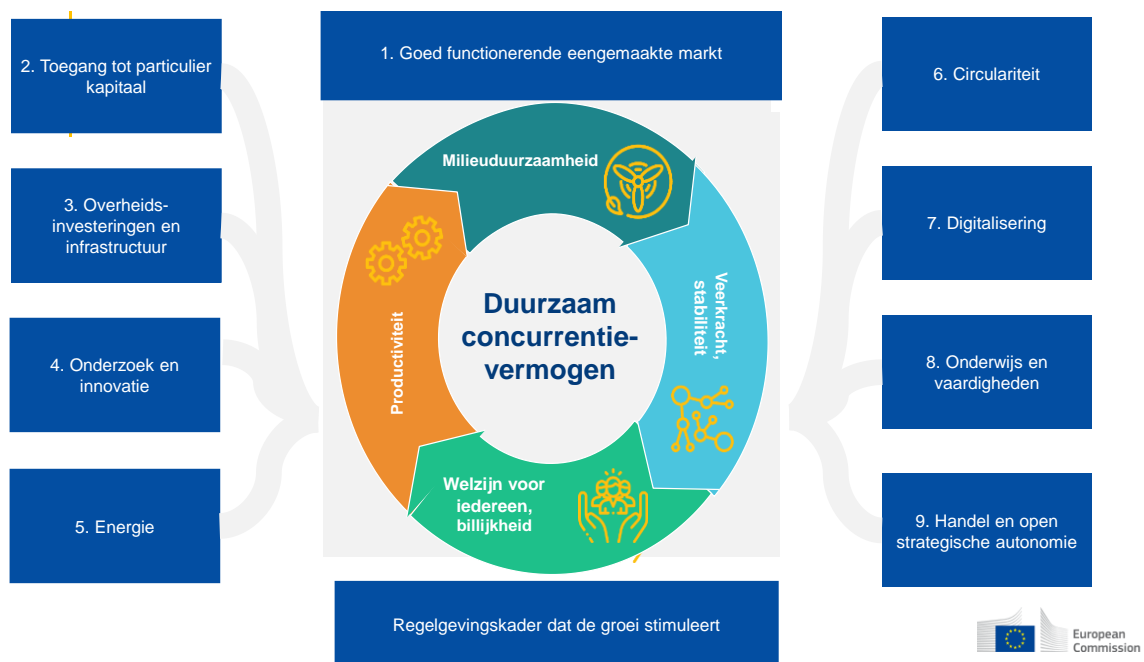 1. Goed functionerende eengemaakte markt
2. Toegang tot particulier
kapitaal
3. Overheids-
investeringen en
infrastructuur
4. Onderzoek en
innovatie
5. Energie
Milieuduurzaamheid
Veerkracht,
stabiliteit
Welzijn voor
iedereen,
billijkheid
Productiviteit
Duurzaam
concurrentie-
vermogen
6. Circulariteit
7. Digitalisering
8. Onderwijs en
vaardigheden
9. Handel en open
strategische autonomie
Regelgevingskader dat de groei stimuleert
European
Commission